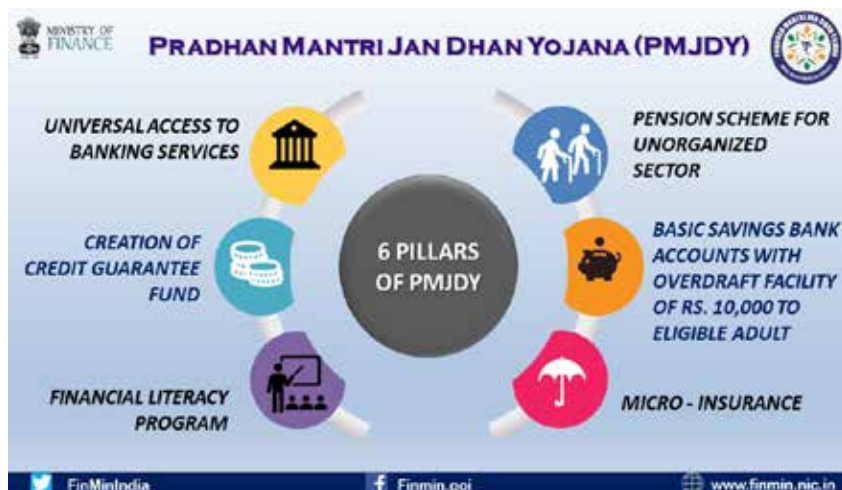 MINISTRY OF
FINANCE
PRADHAN MANTRI JAN DHAN YOJANA (PMJDY)
UNIVERSAL ACCESS TO
BANKING SERVICES
CREATION OF
CREDIT GUARANTEE
FUND
FINANCIAL LITERACY
PROGRAM
6 PILLARS
OF PMJDY
PENSION SCHEME FOR
UNORGANIZED
SECTOR
BASIC SAVINGS BANK
ACCOUNTS WITH
OVERDRAFT FACILITY
OF RS. 10,000 TO
ELIGIBLE ADULT
MICRO - INSURANCE
FinMinIndia
Finmin.goi
www.finmin.nic.in